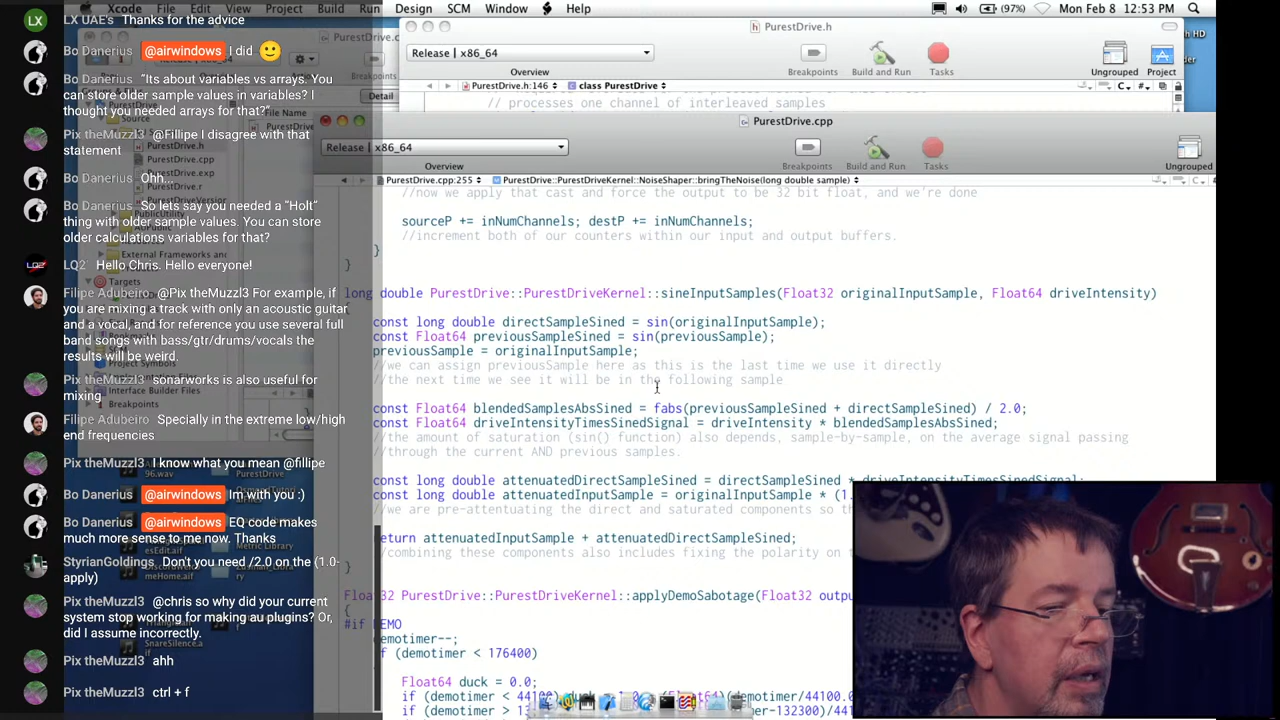 Xcode File Edit View Project Build Run Design SCM Window Help (97%) Mon Feb 8 12:53 PM
LX LX UAE's Thanks for the advice
Bo Danerius @airwindows I did
Bo Danerius "Its about variables vs arrays. You
can store older sample values in variables? I
thought you needed arrays for that?"
Pix theMuzzl3 @Fillipe I disagree with that
statement
Bo Danerius Ohh..
Bo Danerius So lets say you needed a "Holt"
thing with older sample values. You can store
older calculations variables for that?
LQ2' Hello Chris. Hello everyone!
Filipe Adubeiro @Pix theMuzzl3 For example, if
you are mixing a track with only an acoustic guitar
and a vocal, and for reference you use several full
band songs with bass/gtr/drums/vocals the
results will be weird.
Pix theMuzzl3 sonarworks is also useful for
mixing.
Filipe Adubeiro Specially in the extreme low/high
end frequencies
Pix theMuzzl3 I know what you mean @fillipe
Bo Danerius @airwindows Im with you :)
Bo Danerius @airwindows EQ code makes
much more sense to me now. Thanks
StyrianGoldings. Don't you need /2.0 on the (1.0-
apply)
Pix theMuzzl3 @chris so why did your current
system stop working for making au plugins? Or,
did I assume incorrectly.
Pix theMuzzl3 ahh
Pix theMuzzl3 ctrl + f
PurestDrive.h
Release | x86_64
Overview
Breakpoints Build and Run Tasks Ungrouped Project
PurestDrive.h:146 class PurestDrive
// processes one channel of interleaved samples
PurestDrive.cpp
Release | x86_64
Overview
Breakpoints Build and Run Tasks Ungrouped
PurestDrive.cpp:255 PurestDrive::PurestDriveKernel::NoiseShaper::bringTheNoise(long double sample)
//now we apply that cast and force the output to be 32 bit float, and we're done
sourceP += inNumChannels; destP += inNumChannels;
//increment both of our counters within our input and output buffers.
}
}
long double PurestDrive::PurestDriveKernel::sineInputSamples(Float32 originalInputSample, Float64 driveIntensity)
const long double directSampleSined = sin(originalInputSample);
const Float64 previousSampleSined = sin(previousSample);
previousSample = originalInputSample;
//we can assign previousSample here as this is the last time we use it directly
//the next time we see it will be in the following sample
const Float64 blendedSamplesAbsSined = fabs(previousSampleSined + directSampleSined) / 2.0;
const Float64 driveIntensityTimesSinedSignal = driveIntensity * blendedSamplesAbsSined;
//the amount of saturation (sin() function) also depends, sample-by-sample, on the average signal passing
//through the current AND previous samples.
const long double attenuatedDirectSampleSined = directSampleSined * driveIntensityTimesSinedSignal;
const long double attenuatedInputSample = originalInputSample * (1.
//we are pre-attentuating the direct and saturated components so th
return attenuatedInputSample + attenuatedDirectSampleSined;
//combining these components also includes fixing the polarity on t
}
Float32 PurestDrive::PurestDriveKernel::applyDemoSabotage(Float32 outpu
{
#if DEMO
demotimer--;
if (demotimer < 176400)
{
Float64 duck = 0.0;
if (demotimer < 44100) duck
demotimer/44100.0